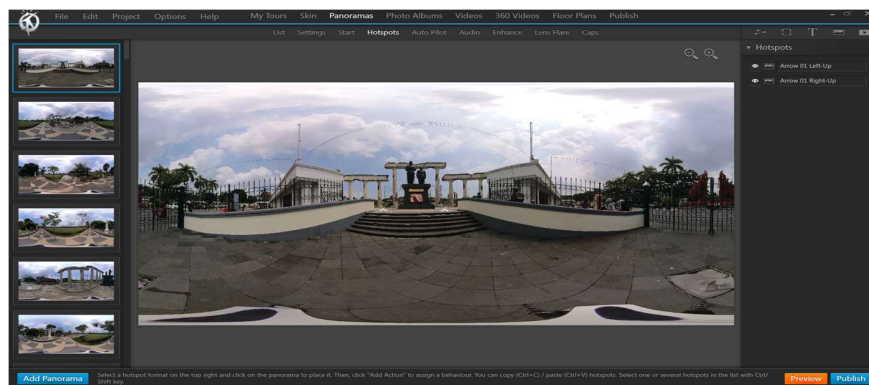 File Edit Project Options Help My Tours Skin Panoramas Photo Albums Videos 360 Videos Floor Plans Publish
List Settings Start Hotspots Auto Pilot Audio Enhance Lens Flare Caps
Hotspots
Arrow 01 Left-Up
Arrow 01 Right-Up
Add Panorama
Select a hotspot format on the top right and click on the panorama to place it. Then, click "Add Action" to assign a behaviour. You can copy (Ctrl+C) / paste (Ctrl+V) hotspots. Select one or several hotspots in the list with Ctrl/
Shift key.
Preview Publish